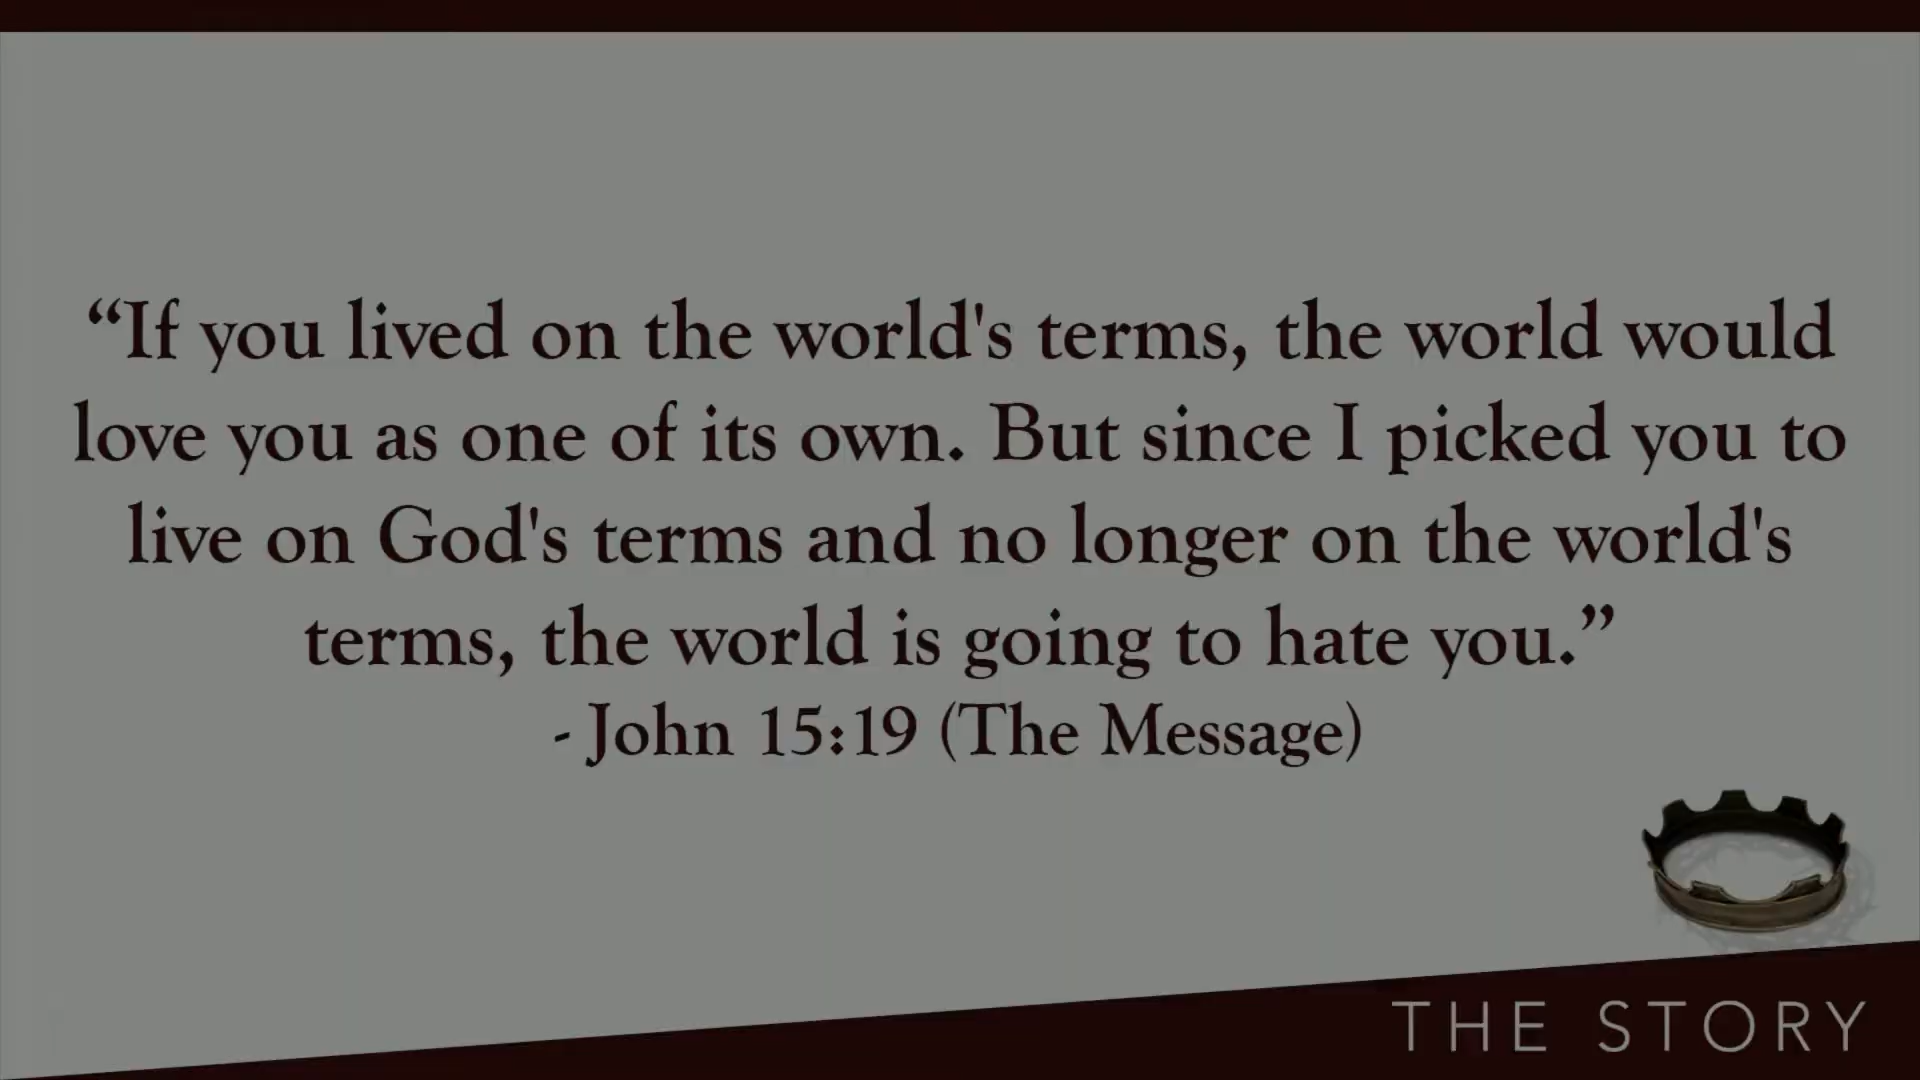 “If you lived on the world's terms, the world would
love you as one of its own. But since I picked you to
live on God's terms and no longer on the world's
terms, the world is going to hate you.”
- John 15:19 (The Message)
THE STORY